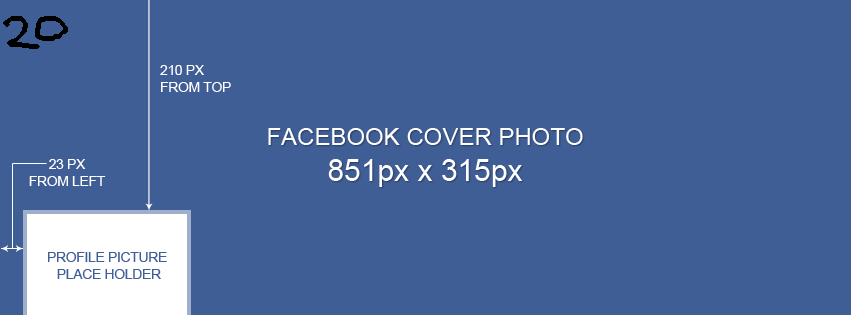 20
210 PX
FROM TOP
FACEBOOK COVER PHOTO
851px x 315px
23 PX
FROM LEFT
PROFILE PICTURE
PLACE HOLDER